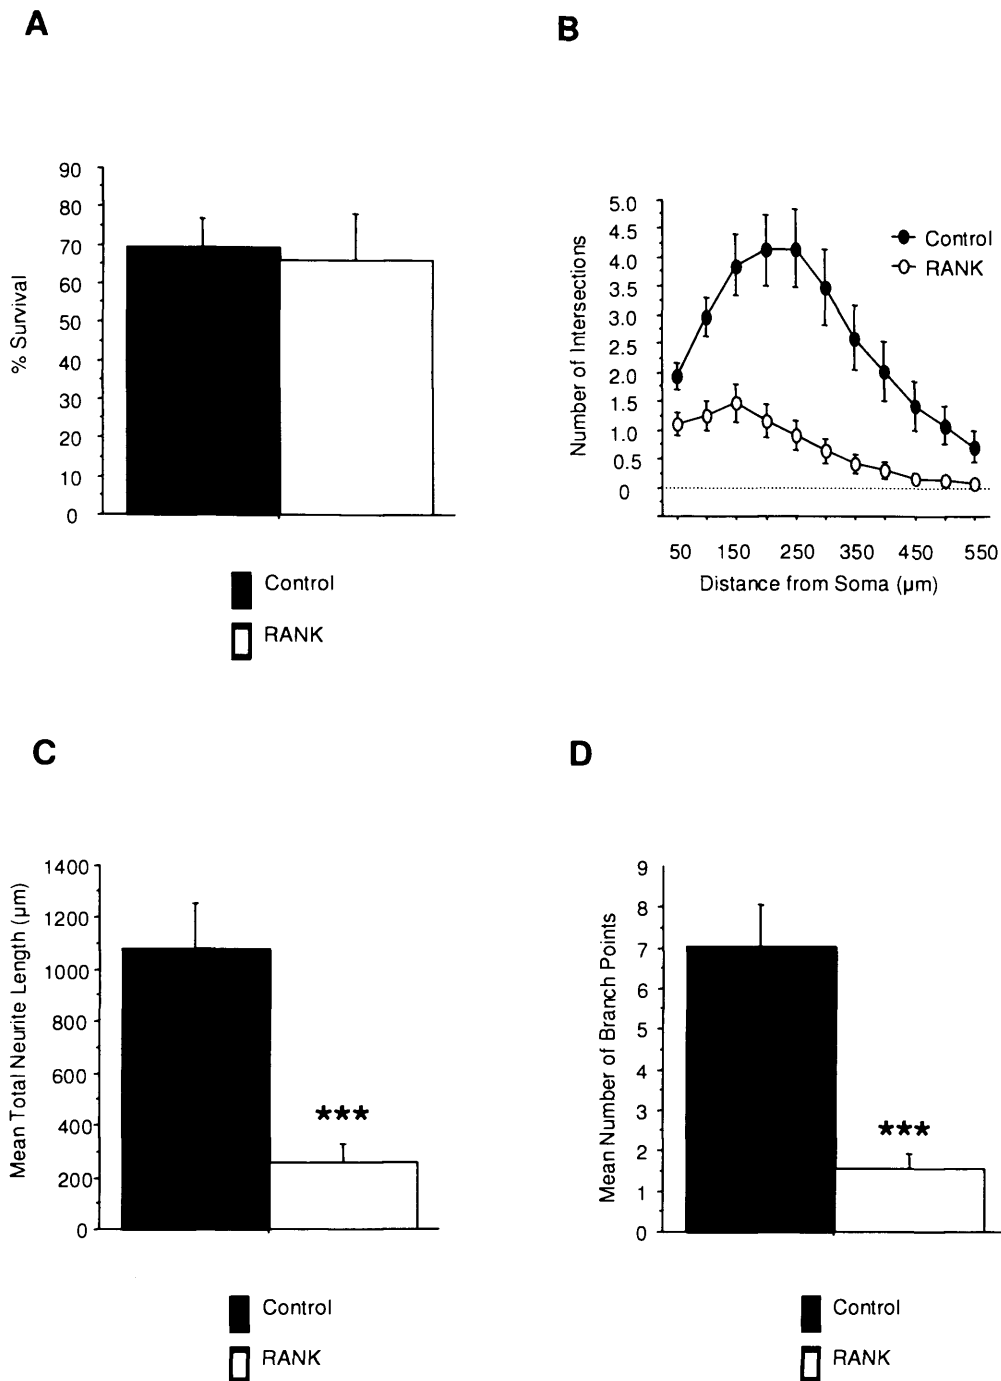 A
90
80
70
60
50
40
30
20
10
0
% Survival
Control
RANK
B
5.0
4.5
4.0
3.5
3.0
2.5
2.0
1.5
1.0
0.5
0
Number of Intersections
Control
RANK
50 150 250 350 450 550
Distance from Soma (µm)
C
1400
1200
1000
800
600
400
200
0
Mean Total Neurite Length (µm)
★★★
Control
RANK
D
9
8
7
6
5
4
3
2
1
0
Mean Number of Branch Points
★★★
Control
RANK